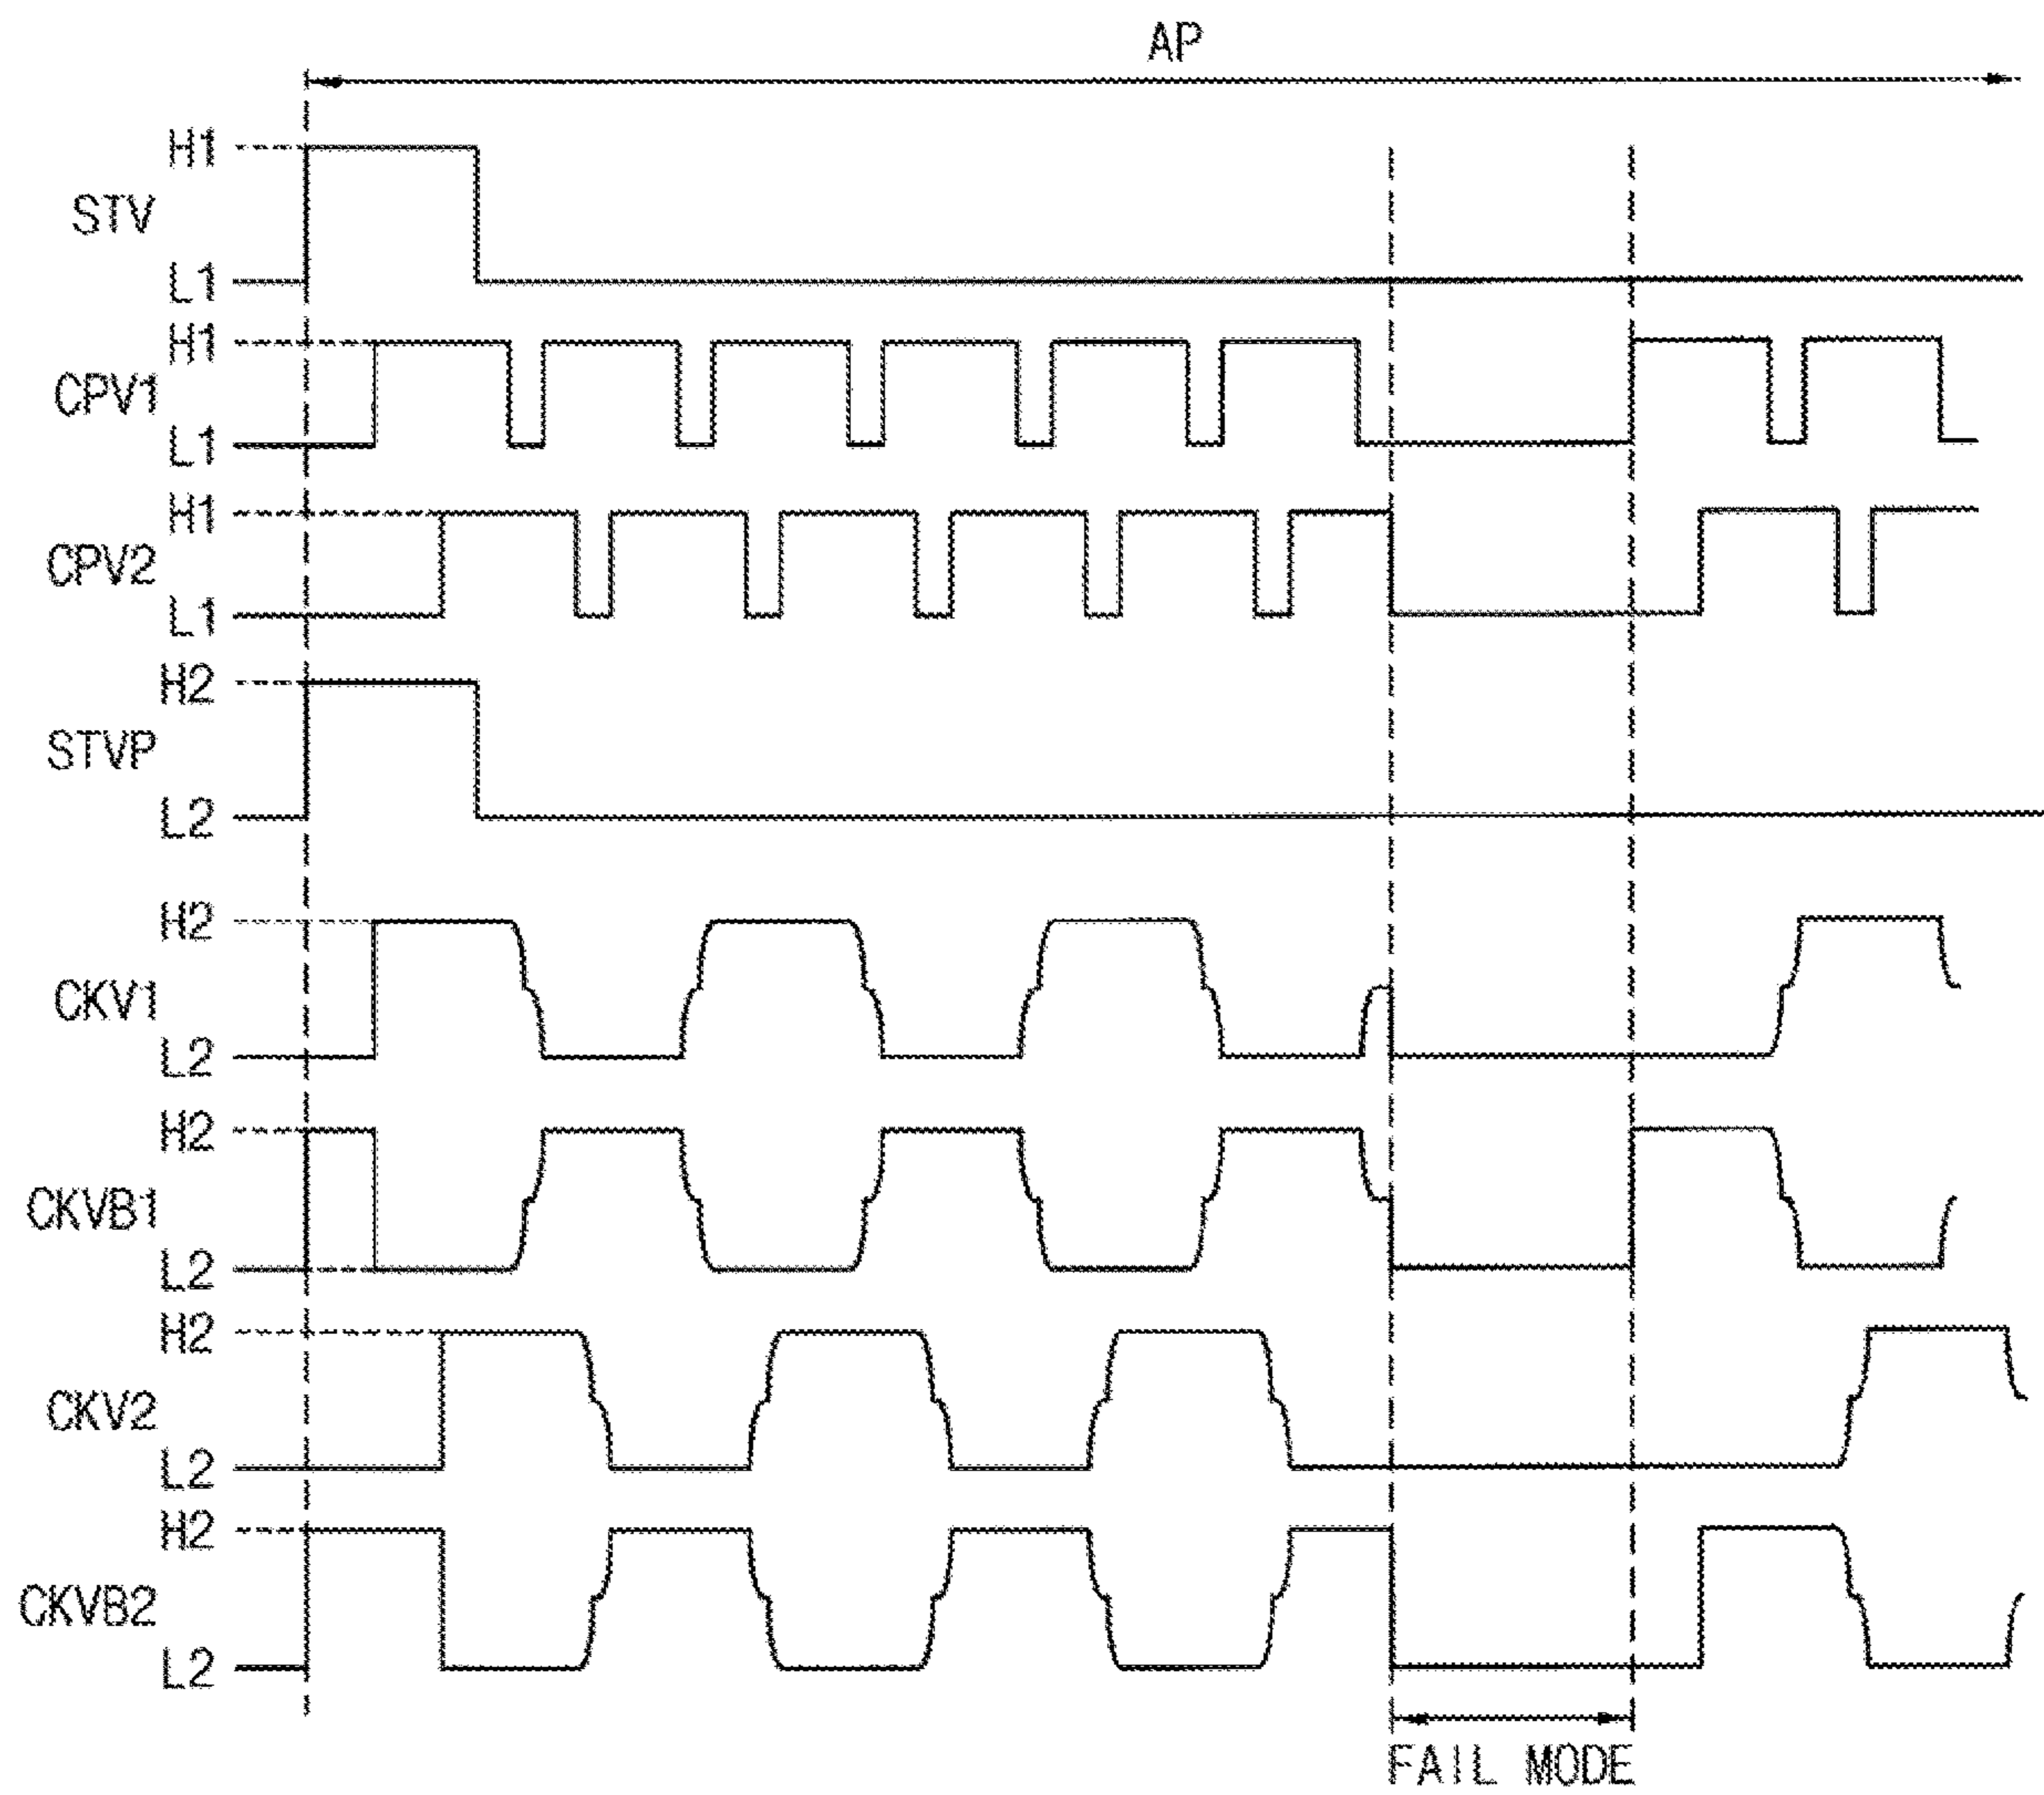 AP
H1
STV
L1
H1
CPV1
L1
H1
CPV2
L1
H2
STVP
L2
H2
CKV1
L2
H2
CKVB1
L2
H2
CKV2
L2
H2
CKVB2
L2
FAIL MODE